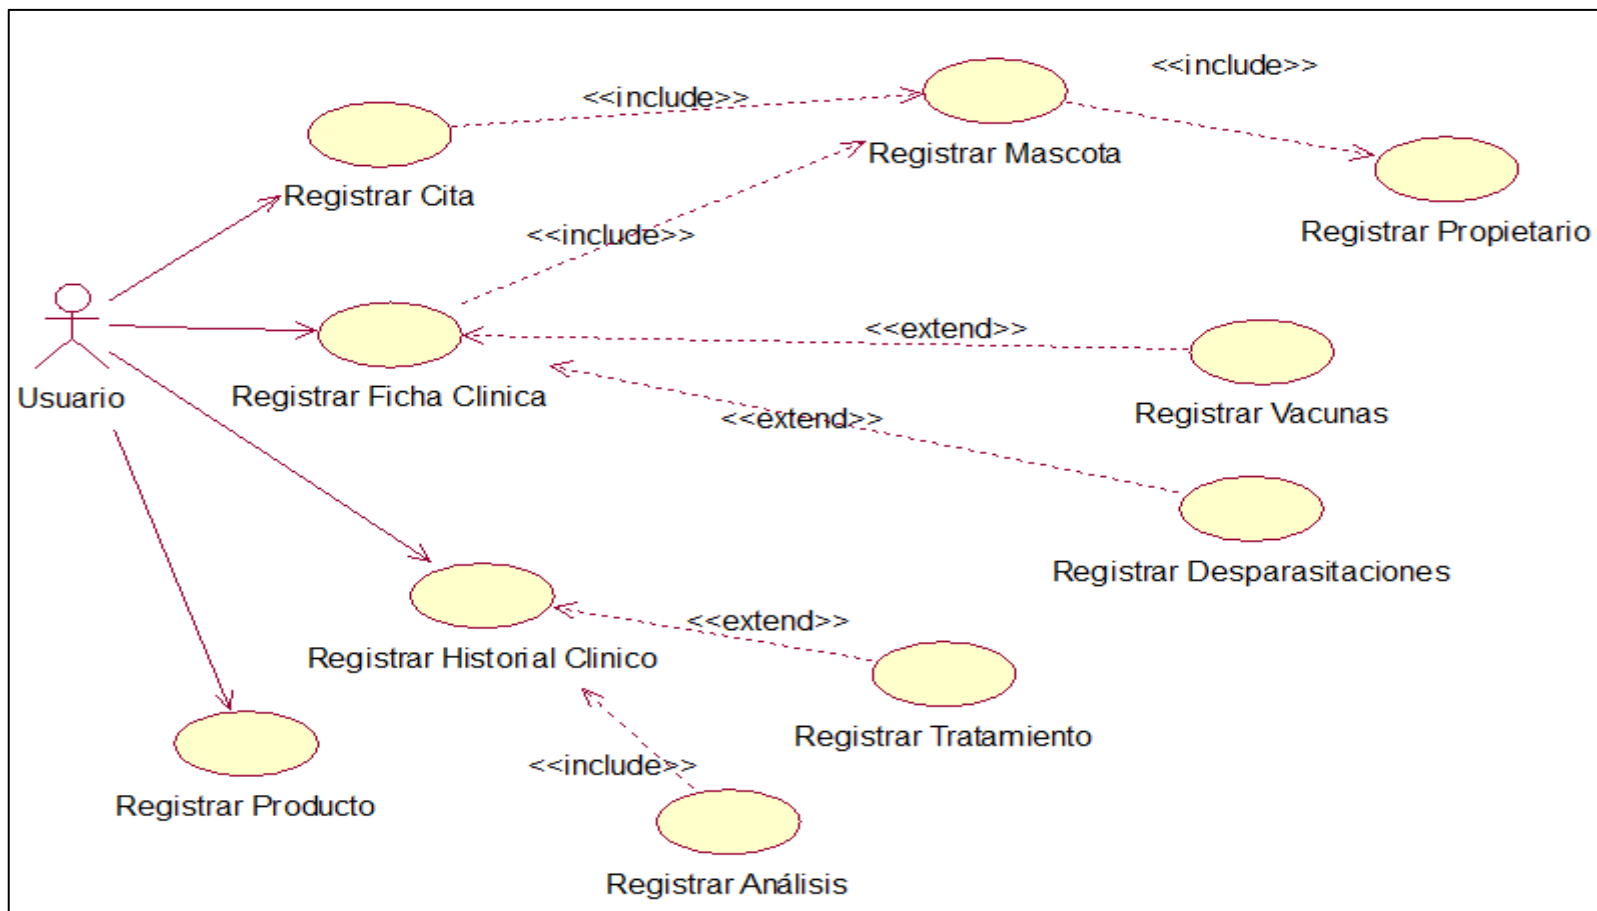 <<include>>
<<include>>
Registrar Mascota
Registrar Cita
Registrar Propietario
<<include>>
<<extend>>
Usuario
Registrar Ficha Clinica
Registrar Vacunas
<<extend>>
Registrar Desparasitaciones
<<extend>>
Registrar Historial Clinico
Registrar Tratamiento
<<include>>
Registrar Producto
Registrar Análisis